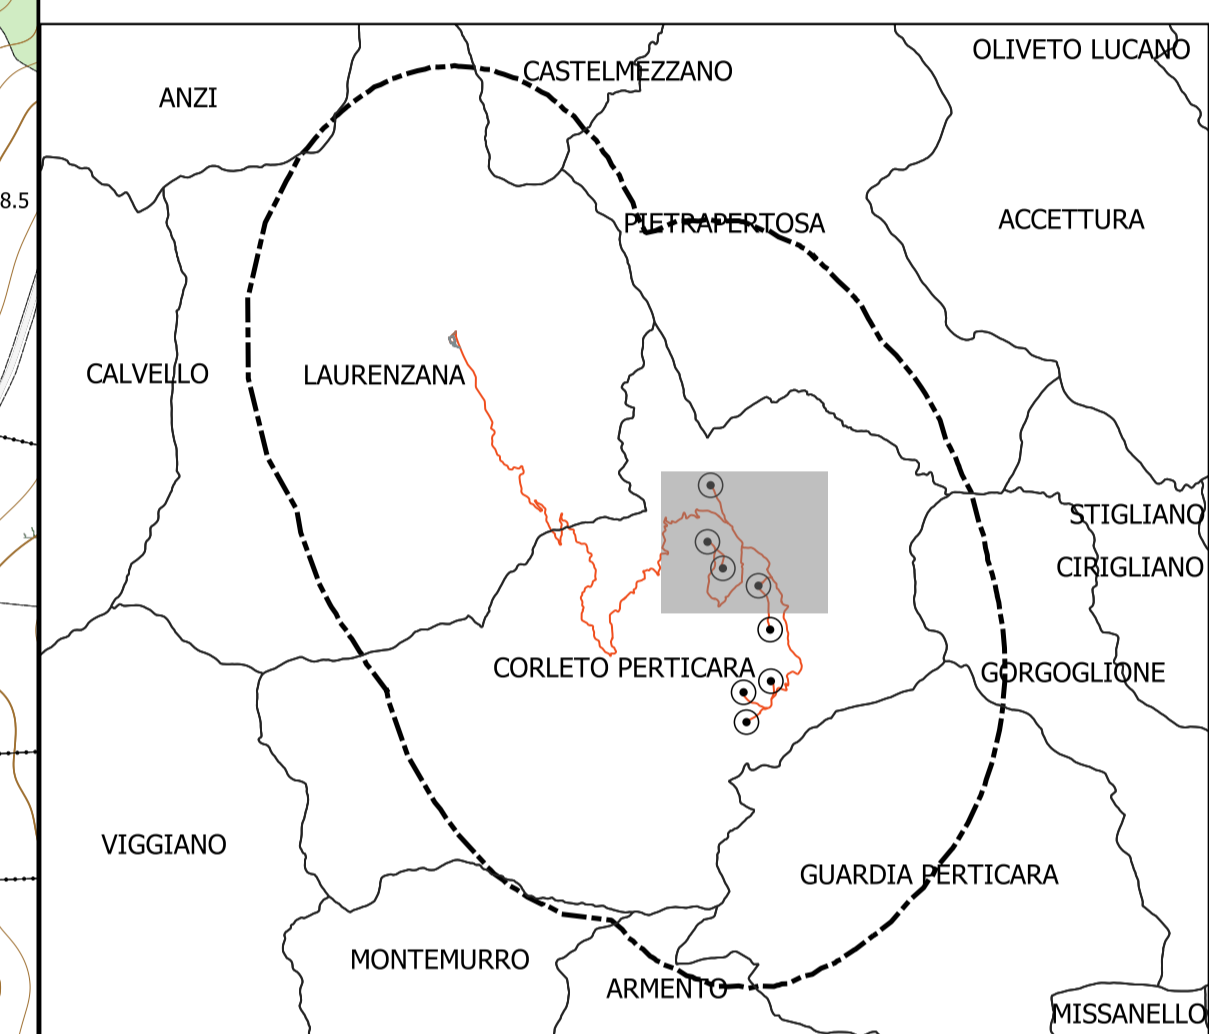 OLIVETO LUCANO
CASTELMEZZANO
ANZI
8.5
ACCETTURA
PIETRAPERTOSA
CALVELLO
LAURENZANA
STIGLIANO
CIRIGLIANO
CORLETO PERTICARA
GORGOGLIONE
VIGGIANO
GUARDIA PERTICARA
MONTEMURRO
ARMENTO
MISSANELLO